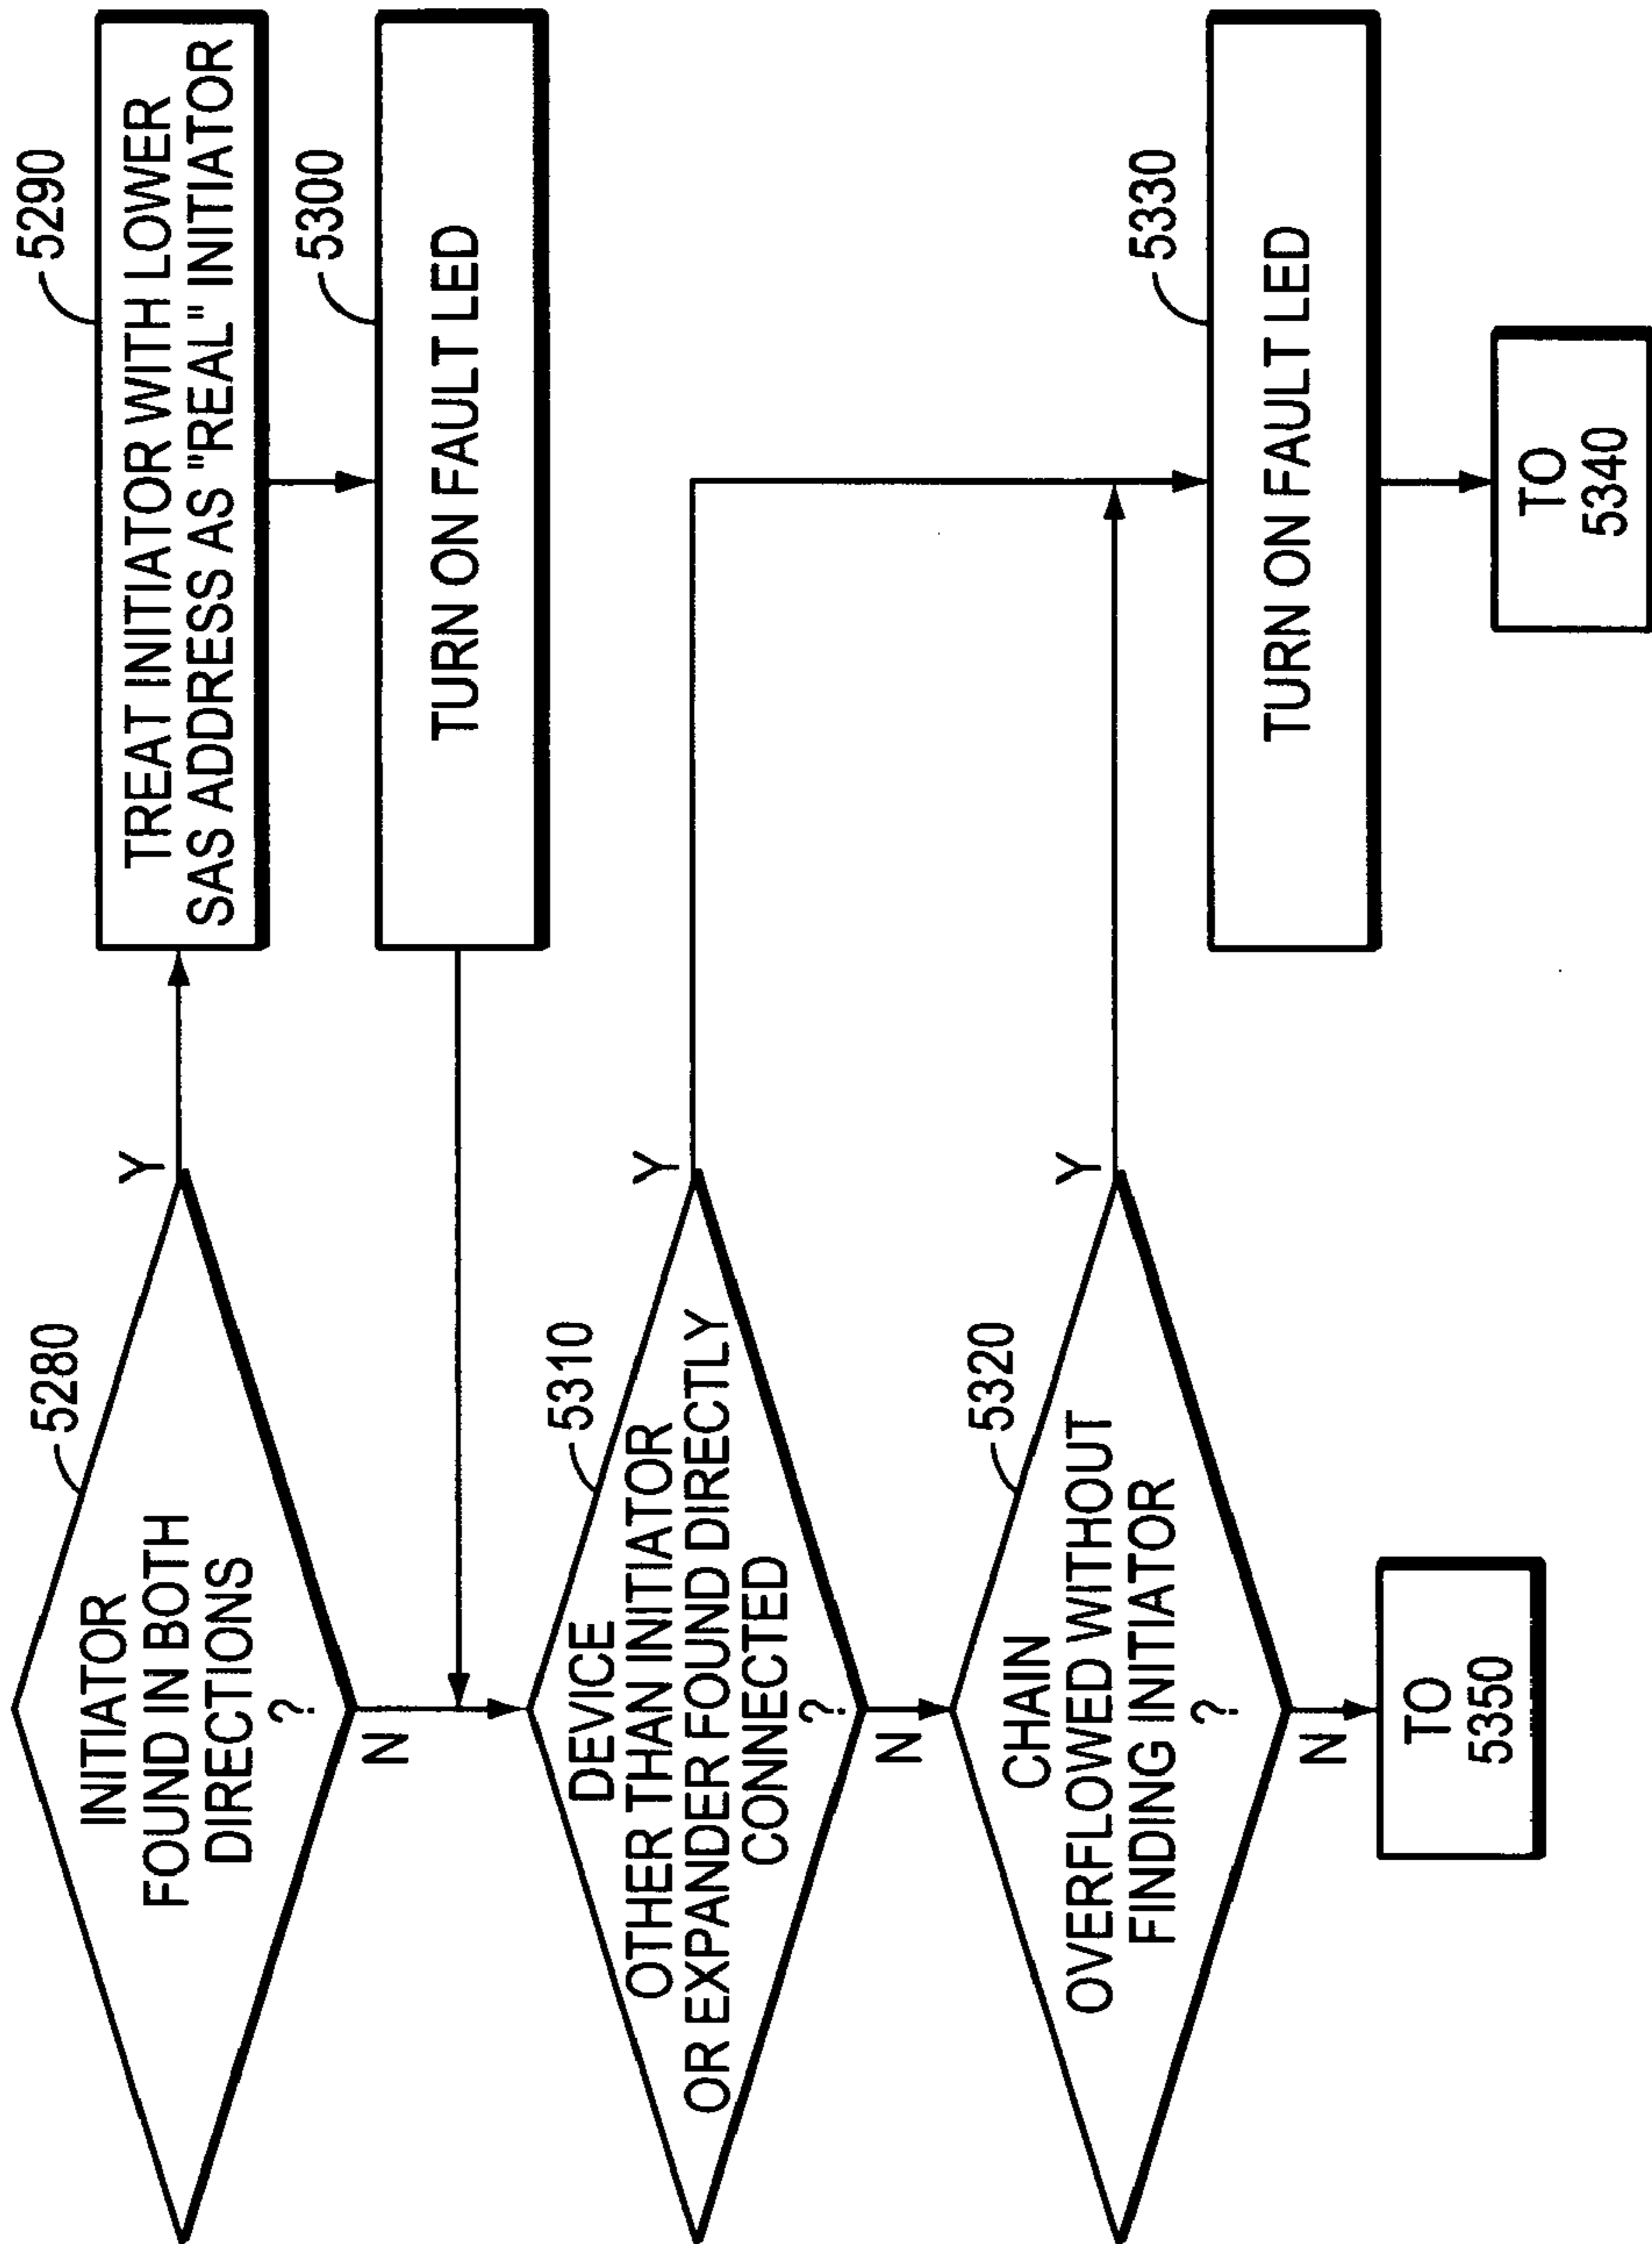 5280
INITIATOR
FOUND IN BOTH
DIRECTIONS
?
Y
N
5290
TREAT INITIATOR WITH LOWER
SAS ADDRESS AS "REAL" INITIATOR
5300
TURN ON FAULT LED
5310
DEVICE
OTHER THAN INITIATOR
OR EXPANDER FOUND DIRECTLY
CONNECTED
?
Y
N
5320
CHAIN
OVERFLOWED WITHOUT
FINDING INITIATOR
?
Y
N
5330
TURN ON FAULT LED
TO
5340
TO
5350